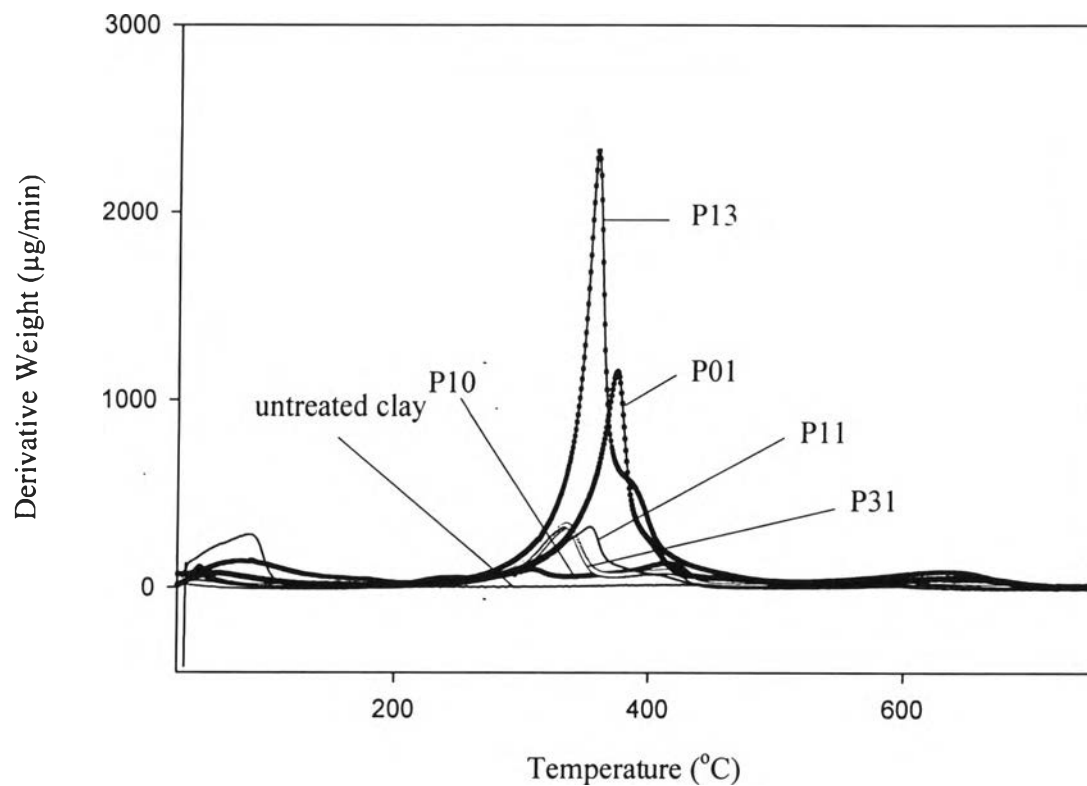 3000
2000
1000
0
Derivative Weight (µg/min)
P13
P01
P10
untreated clay
P11
P31
200
400
600
Temperature (°C)